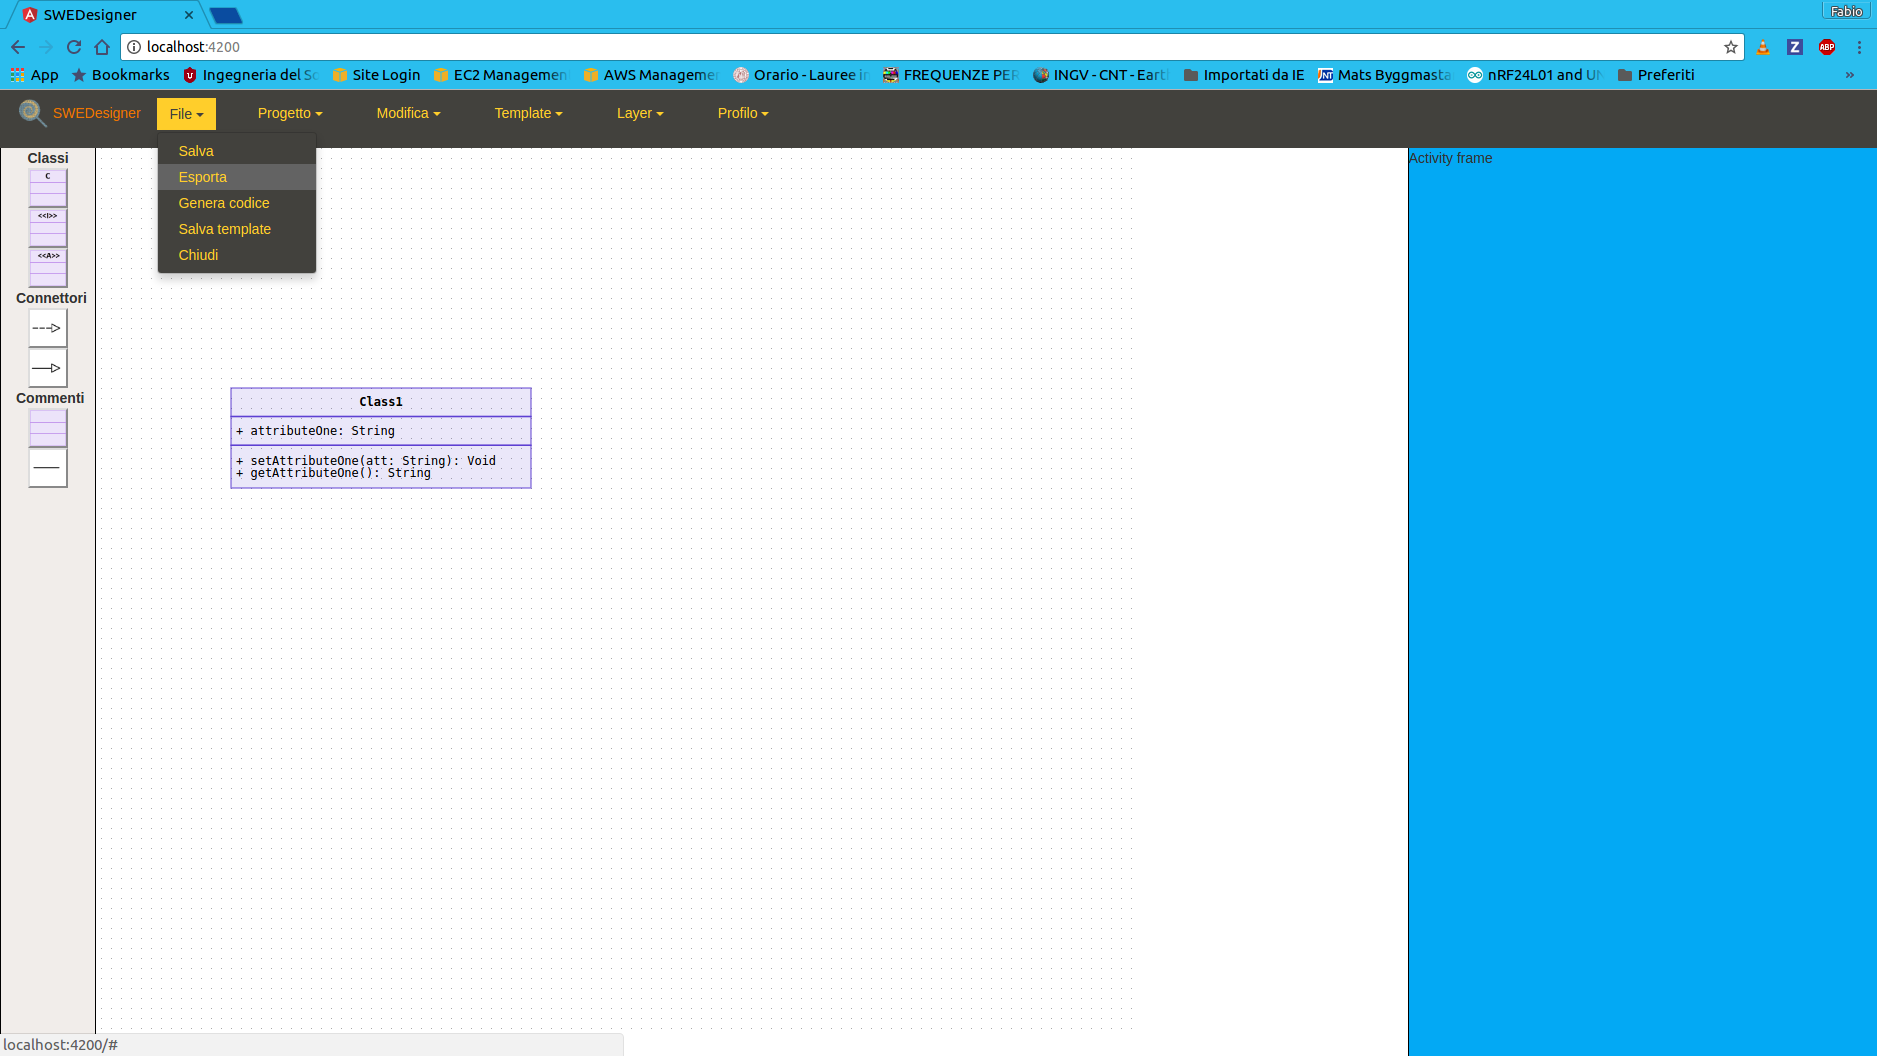 SWEDesigner
Fabio
localhost:4200
App Bookmarks Ingegneria del So Site Login EC2 Management AWS Managemen Orario - Lauree in FREQUENZE PER INGV - CNT - Earth Importati da IE Mats Byggmasta nRF24L01 and UN Preferiti »
SWEDesigner File Progetto Modifica Template Layer Profilo
Salva
Esporta
Genera codice
Salva template
Chiudi
Classi
C
<<I>>
<<A>>
Connettori
Commenti
Class1
+ attributeOne: String
+ setAttributeOne(att: String): Void
+ getAttributeOne(): String
Activity frame
localhost:4200/#